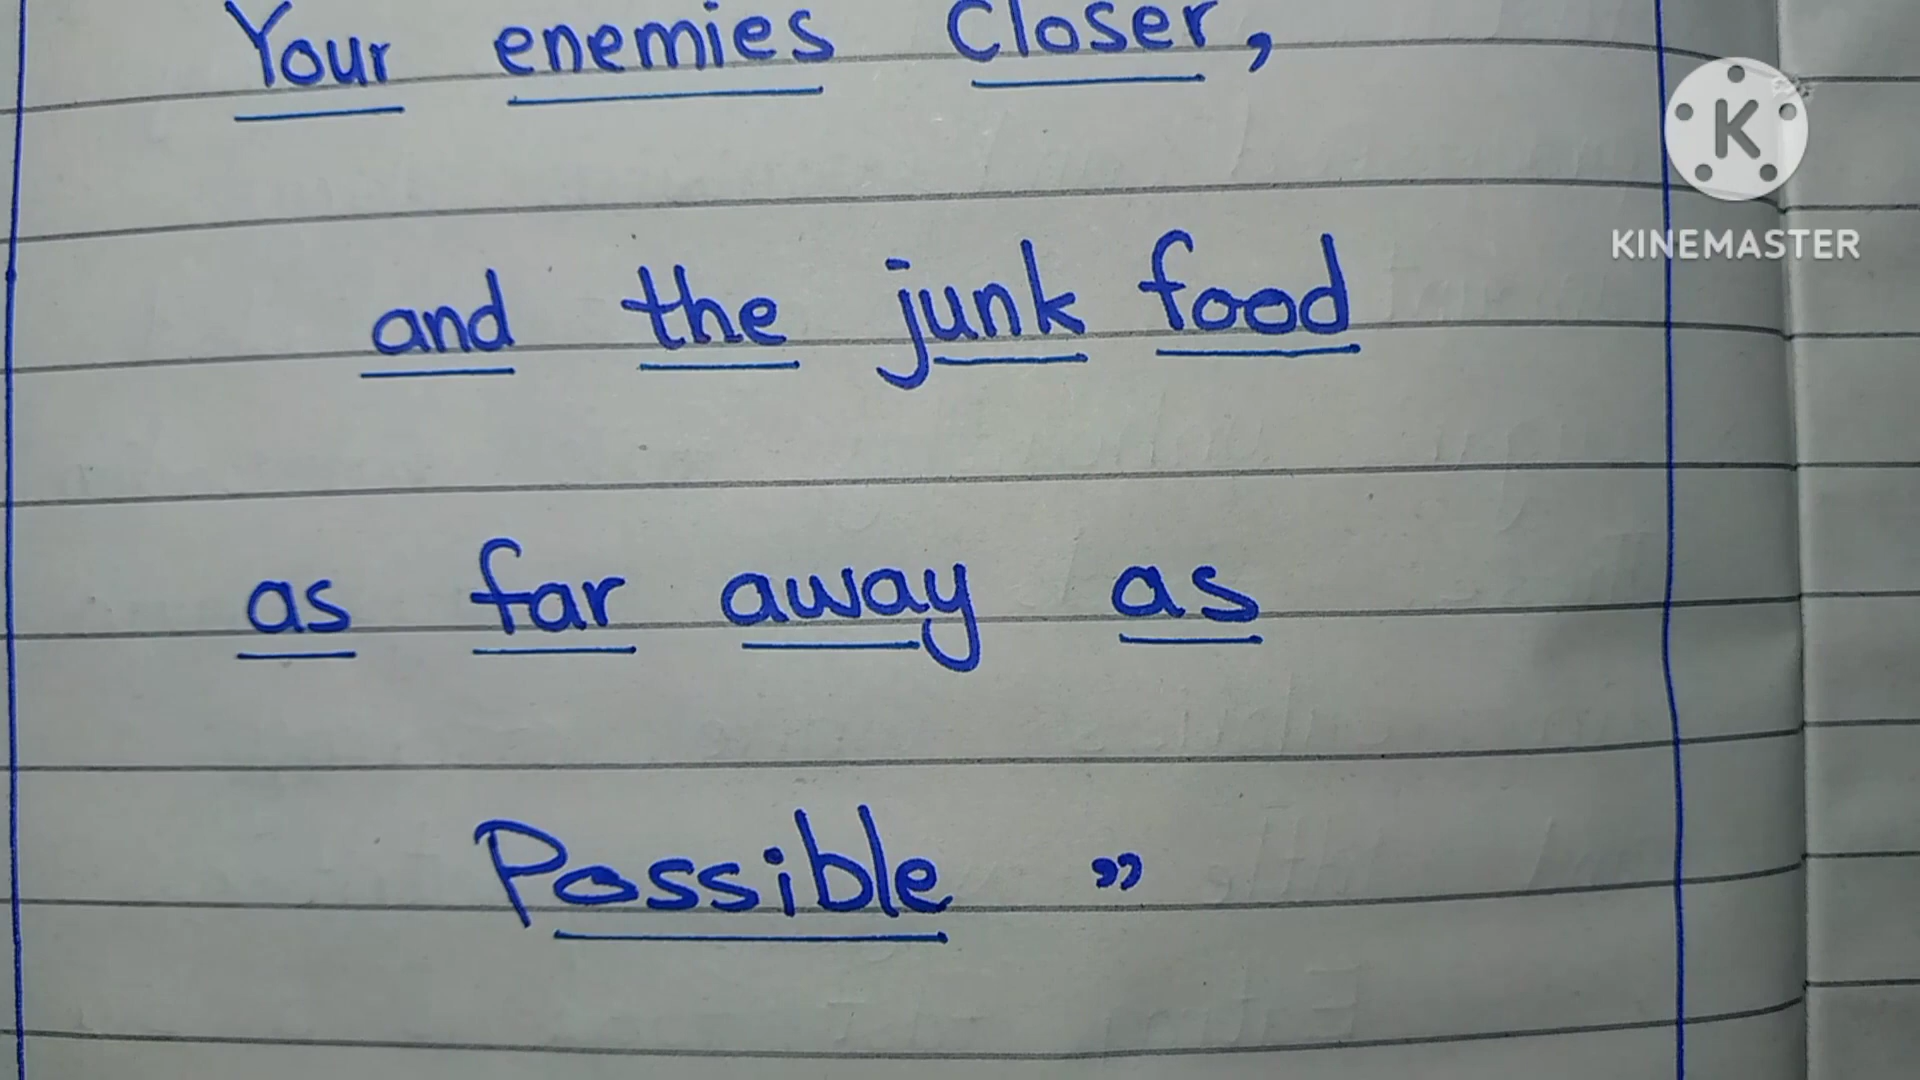 Your enemies Closer,
and the junk food
as far away as
Possible ”
K
KINEMASTER